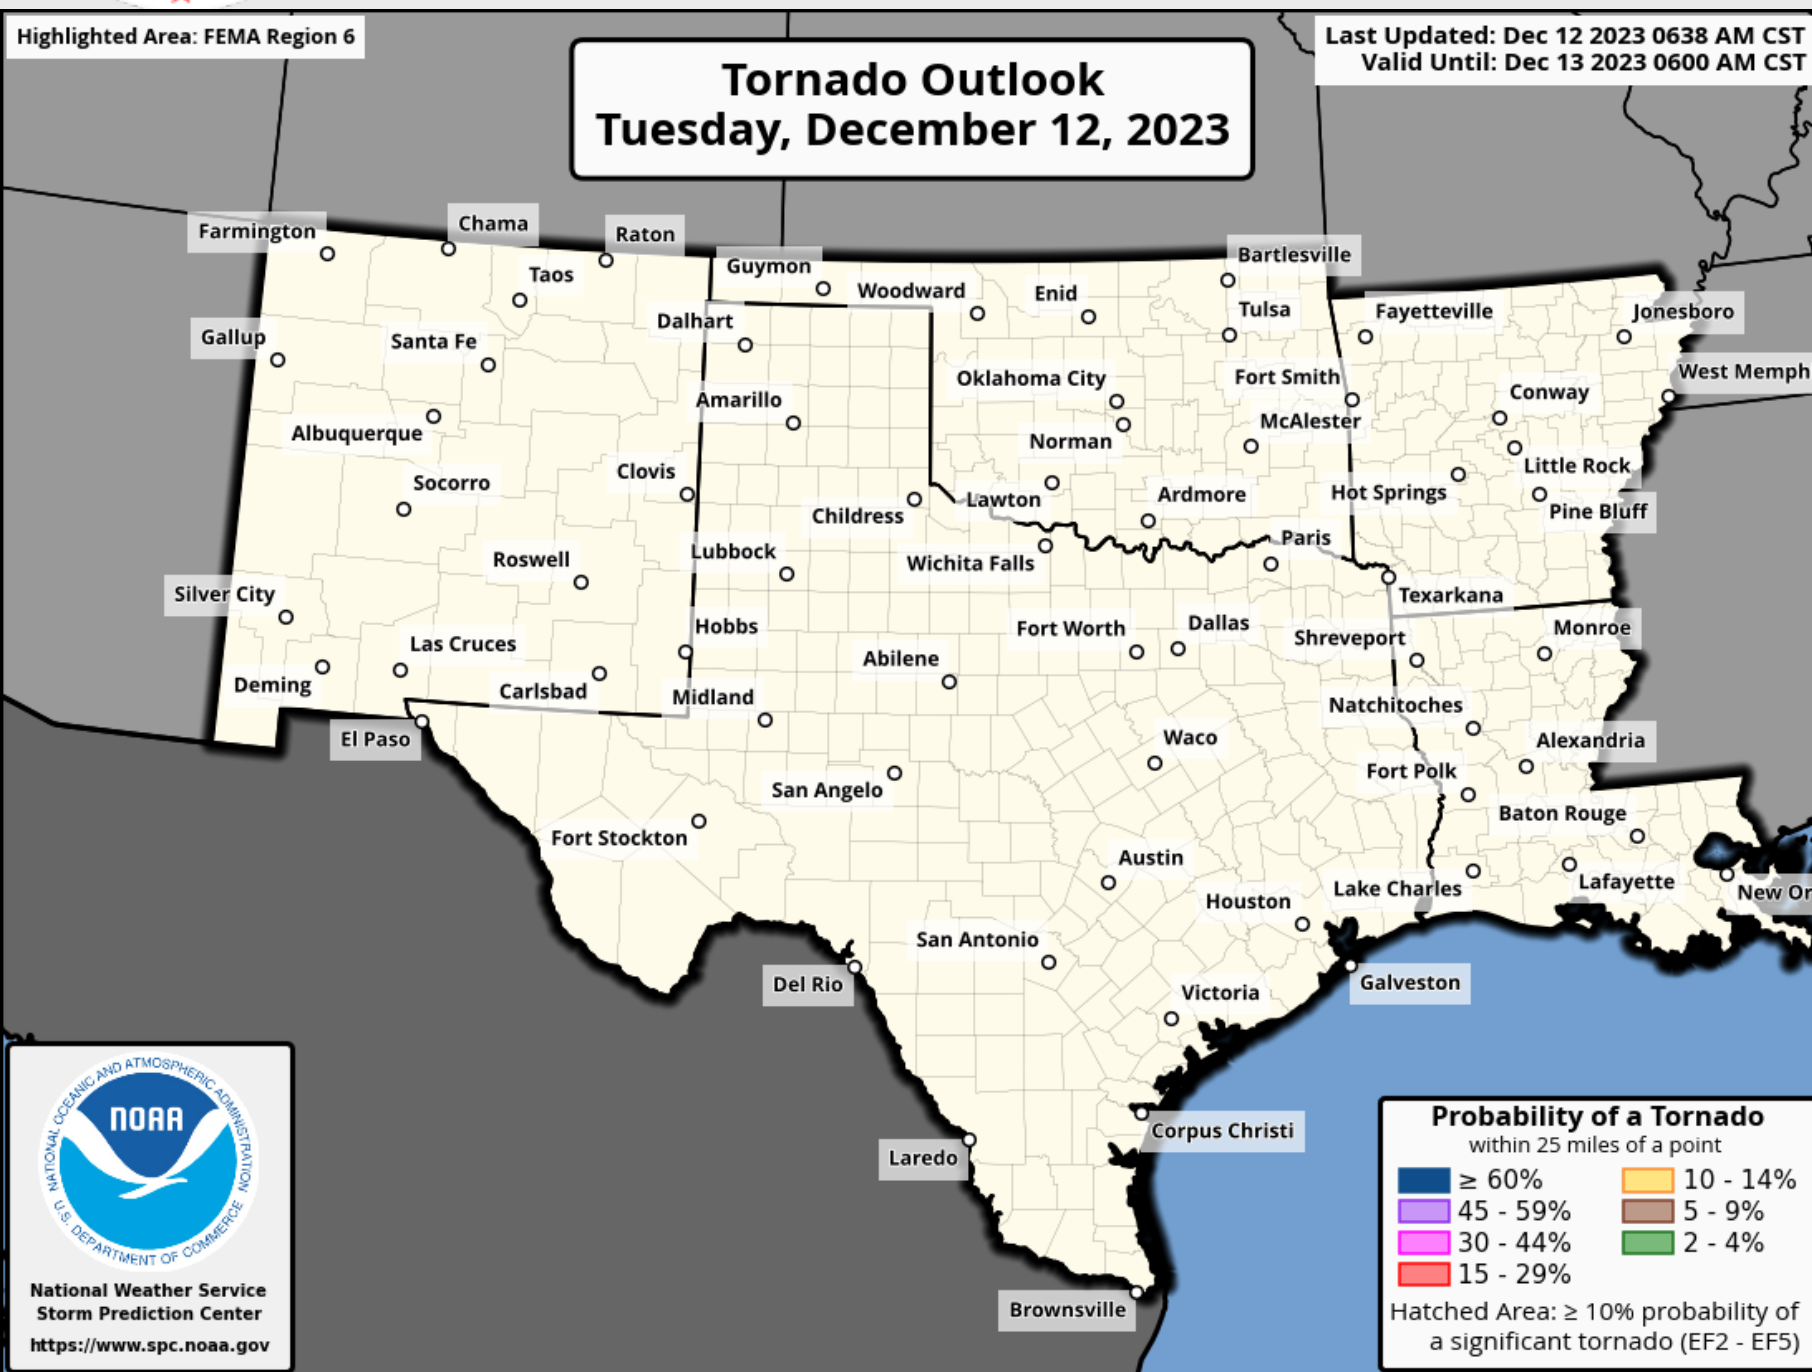 Highlighted Area: FEMA Region 6
Last Updated: Dec 12 2023 0638 AM CST
Valid Until: Dec 13 2023 0600 AM CST
Tornado Outlook
Tuesday, December 12, 2023
Farmington
Chama
Raton
Taos
Guymon
Woodward
Enid
Bartlesville
Tulsa
Fayetteville
Jonesboro
Gallup
Santa Fe
Dalhart
Oklahoma City
Fort Smith
West Memph
Amarillo
Conway
Albuquerque
Norman
McAlester
Clovis
Little Rock
Socorro
Lawton
Ardmore
Hot Springs
Childress
Pine Bluff
Roswell
Lubbock
Wichita Falls
Paris
Silver City
Texarkana
Las Cruces
Hobbs
Fort Worth
Dallas
Shreveport
Monroe
Deming
Carlsbad
Midland
Abilene
Natchitoches
El Paso
Waco
Alexandria
San Angelo
Fort Polk
Fort Stockton
Baton Rouge
Austin
Lake Charles
Lafayette
New Or
Houston
San Antonio
Del Rio
Victoria
Galveston
Corpus Christi
Laredo
Brownsville
NATIONAL OCEANIC AND ATMOSPHERIC ADMINISTRATION
NOAA
U.S. DEPARTMENT OF COMMERCE
National Weather Service
Storm Prediction Center
https://www.spc.noaa.gov
Probability of a Tornado
within 25 miles of a point
≥ 60% 10 - 14%
45 - 59% 5 - 9%
30 - 44% 2 - 4%
15 - 29%
Hatched Area: ≥ 10% probability of
a significant tornado (EF2 - EF5)